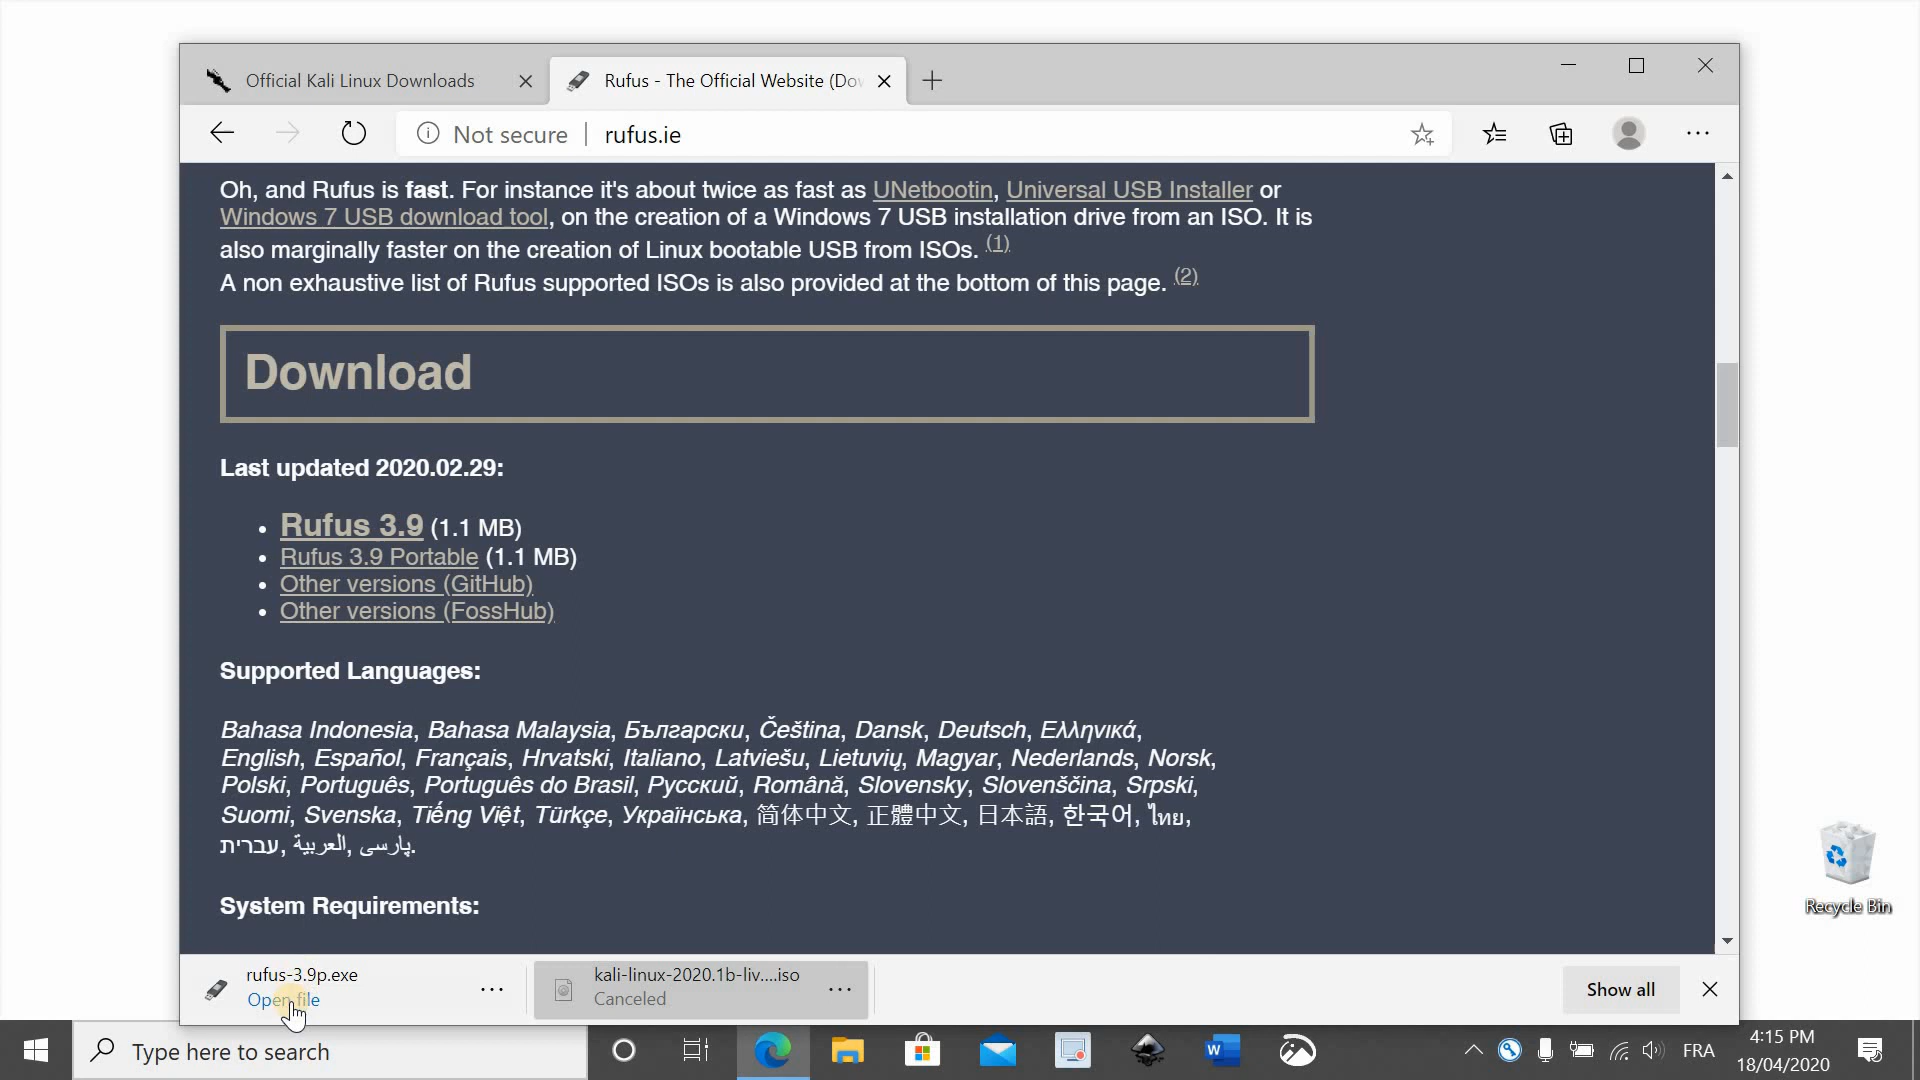 Official Kali Linux Downloads
Rufus - The Official Website (Dov
Not secure
rufus.ie
Oh, and Rufus is fast. For instance it's about twice as fast as UNetbootin, Universal USB Installer or
Windows 7 USB download tool, on the creation of a Windows 7 USB installation drive from an ISO. It is
also marginally faster on the creation of Linux bootable USB from ISOs. (1)
A non exhaustive list of Rufus supported ISOs is also provided at the bottom of this page. (2)
Download
Last updated 2020.02.29:
• Rufus 3.9 (1.1 MB)
• Rufus 3.9 Portable (1.1 MB)
• Other versions (GitHub)
• Other versions (FossHub)
Supported Languages:
Bahasa Indonesia, Bahasa Malaysia, Български, Čeština, Dansk, Deutsch, Ελληνικά,
English, Español, Français, Hrvatski, Italiano, Latviešu, Lietuvių, Magyar, Nederlands, Norsk,
Polski, Português, Português do Brasil, Русский, Română, Slovensky, Slovenščina, Srpski,
Suomi, Svenska, Tiếng Việt, Türkçe, Українська, 简体中文, 正體中文, 日本語, 한국어, ไทย,
עברית, العربية, پارسی.
System Requirements:
Recycle Bin
rufus-3.9p.exe
Open file
kali-linux-2020.1b-liv....iso
Canceled
Show all
Type here to search
W
FRA
4:15 PM
18/04/2020